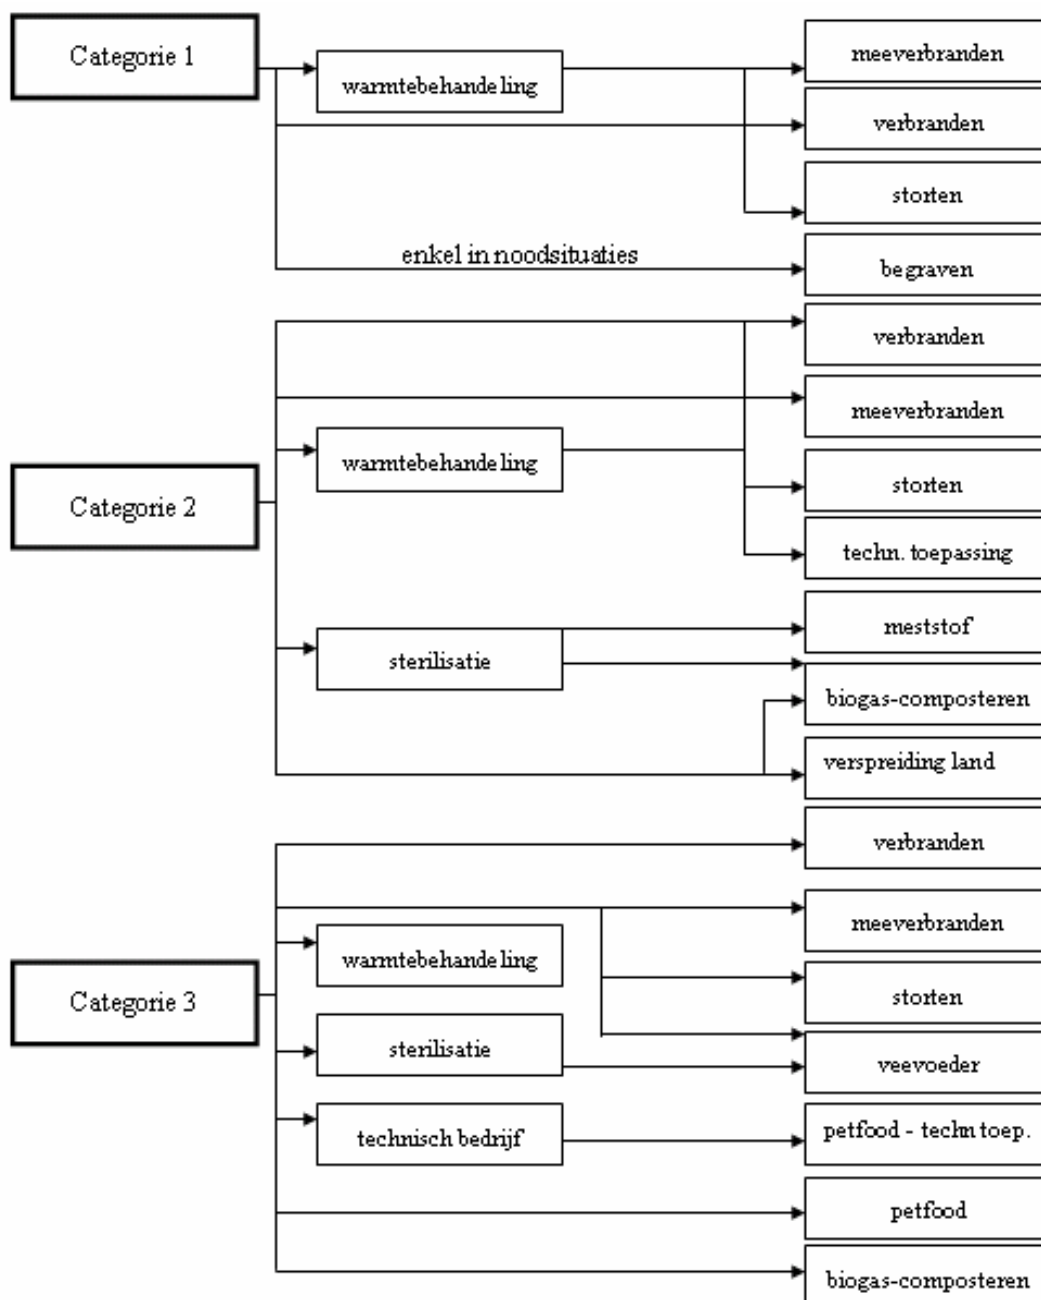 Categorie 1
warmtebehandeling
meeverbranden
verbranden
storten
enkel in noodsituaties
begraven
verbranden
meeverbranden
warmtebehandeling
Categorie 2
storten
techn. toepassing
meststof
sterilisatie
biogas-composteren
verspreiding land
verbranden
meeverbranden
warmtebehandeling
Categorie 3
storten
sterilisatie
veevoeder
technisch bedrijf
petfood - techn toep.
petfood
biogas-composteren